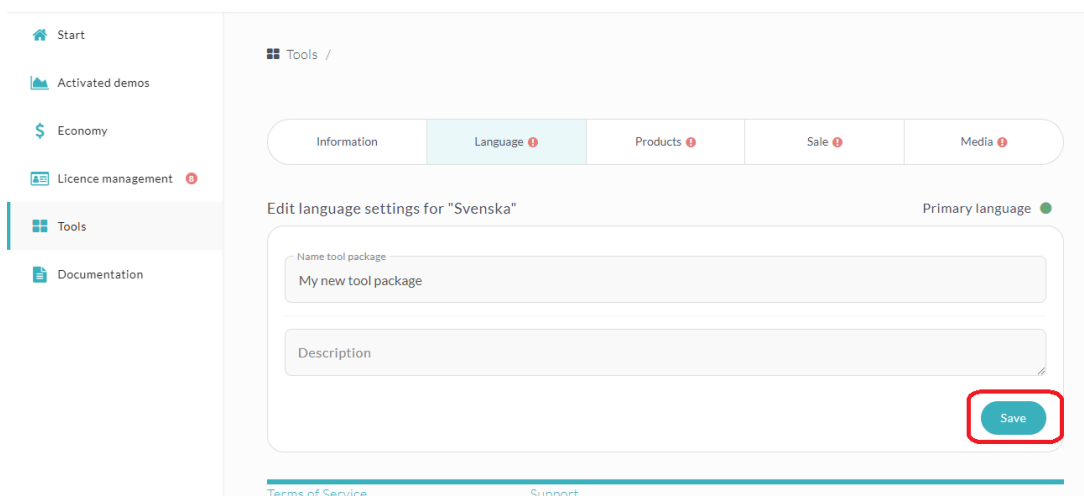 Start
Activated demos
Economy
Licence management 8
Tools
Documentation
Tools /
Information Language ! Products ! Sale ! Media !
Edit language settings for "Svenska" Primary language
Name tool package
My new tool package
Description
Save
Terms of Service Support